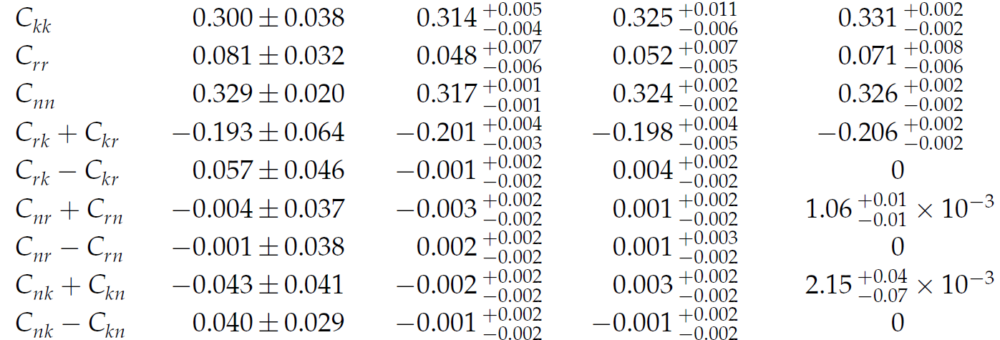 C_{kk} 0.300 ± 0.038 0.314 ^{+0.005}_{−0.004} 0.325 ^{+0.011}_{−0.006} 0.331 ^{+0.002}_{−0.002}
C_{rr} 0.081 ± 0.032 0.048 ^{+0.007}_{−0.006} 0.052 ^{+0.007}_{−0.005} 0.071 ^{+0.008}_{−0.006}
C_{nn} 0.329 ± 0.020 0.317 ^{+0.001}_{−0.001} 0.324 ^{+0.002}_{−0.002} 0.326 ^{+0.002}_{−0.002}
C_{rk} + C_{kr} −0.193 ± 0.064 −0.201 ^{+0.004}_{−0.003} −0.198 ^{+0.004}_{−0.005} −0.206 ^{+0.002}_{−0.002}
C_{rk} − C_{kr} 0.057 ± 0.046 −0.001 ^{+0.002}_{−0.002} 0.004 ^{+0.002}_{−0.002} 0
C_{nr} + C_{rn} −0.004 ± 0.037 −0.003 ^{+0.002}_{−0.002} 0.001 ^{+0.002}_{−0.002} 1.06 ^{+0.01}_{−0.01} × 10^{−3}
C_{nr} − C_{rn} −0.001 ± 0.038 0.002 ^{+0.002}_{−0.002} 0.001 ^{+0.003}_{−0.002} 0
C_{nk} + C_{kn} −0.043 ± 0.041 −0.002 ^{+0.002}_{−0.002} 0.003 ^{+0.002}_{−0.002} 2.15 ^{+0.04}_{−0.07} × 10^{−3}
C_{nk} − C_{kn} 0.040 ± 0.029 −0.001 ^{+0.002}_{−0.002} −0.001 ^{+0.002}_{−0.002} 0